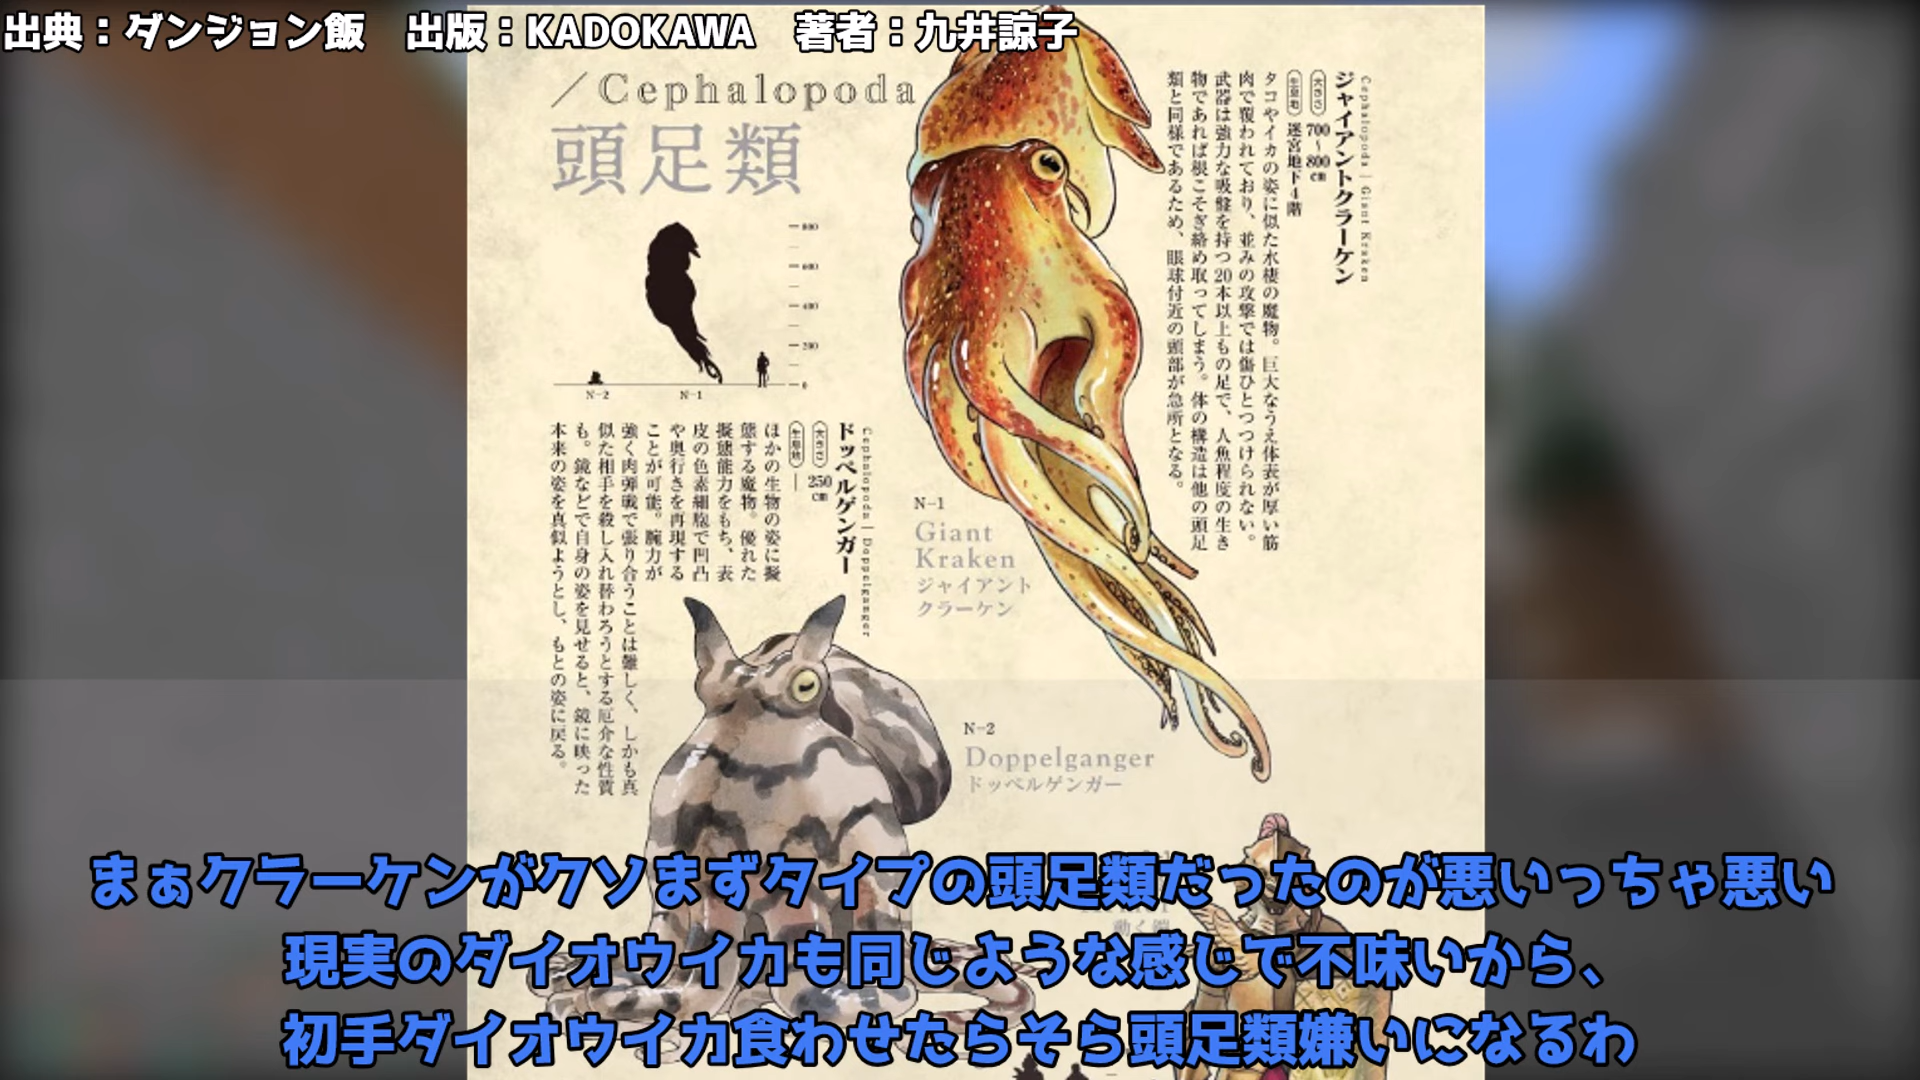 出典：ダンジョン飯　出版：KADOKAWA　著者：九井諒子
／Cephalopoda
頭足類
800
600
400
200
0
N-2
N-1
Cephalopoda | Giant Kraken
ジャイアントクラーケン
大きさ 700～800cm
生息地 迷宮地下4階
タコやイカの姿に似た水棲の魔物。巨大なうえ体表が厚い筋
肉で覆われており、並みの攻撃では傷ひとつつけられない。
武器は強力な吸盤を持つ20本以上もの足で、人魚程度の生き
物であれば根こそぎ絡め取ってしまう。体の構造は他の頭足
類と同様であるため、眼球付近の頭部が急所となる。
N-1
Giant
Kraken
ジャイアント
クラーケン
Cephalopoda | Doppelganger
ドッペルゲンガー
大きさ 250cm
生息地 ―
ほかの生物の姿に擬
態する魔物。優れた
擬態能力をもち、表
皮の色素細胞で凹凸
や奥行きを再現する
ことが可能。腕力が
強く肉弾戦で張り合うことは難しく、しかも真
似た相手を殺し入れ替わろうとする厄介な性質
も。鏡などで自身の姿を見せると、鏡に映った
本来の姿を真似ようとし、もとの姿に戻る。
N-2
Doppelganger
ドッペルゲンガー
動く鎧
まぁクラーケンがクソまずタイプの頭足類だったのが悪いっちゃ悪い
現実のダイオウイカも同じような感じで不味いから、
初手ダイオウイカ食わせたらそら頭足類嫌いになるわ